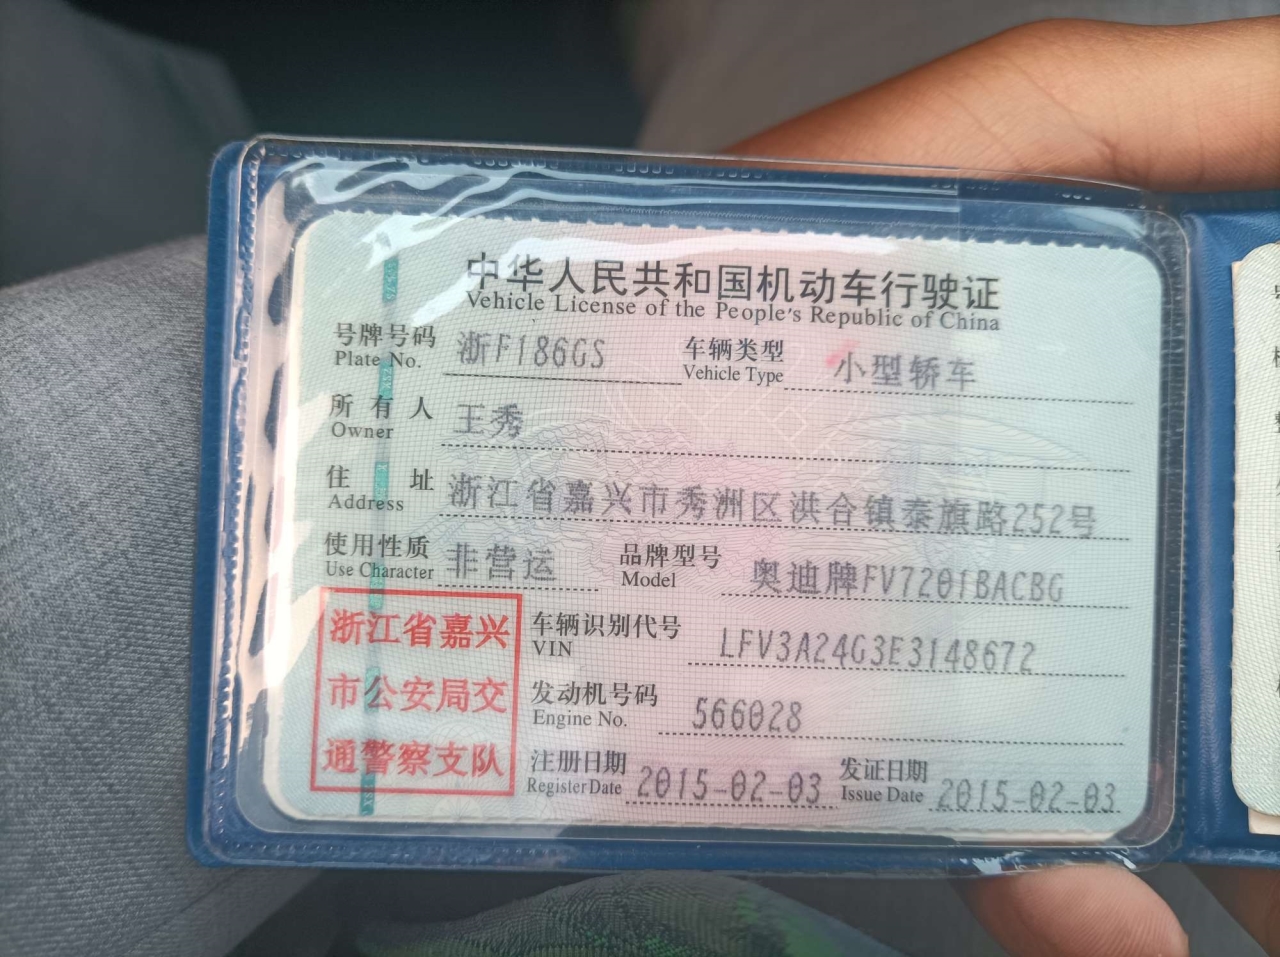 中华人民共和国机动车行驶证
Vehicle License of the People's Republic of China
号牌号码 浙F186GS 车辆类型 小型轿车
Plate No. Vehicle Type
所有人 王秀
Owner
住址 浙江省嘉兴市秀洲区洪合镇泰旗路252号
Address
使用性质 非营运 品牌型号 奥迪牌FV7201BACBG
Use Character Model
浙江省嘉兴
市公安局交
通警察支队
车辆识别代号 LFV3A24G3E3148672
VIN
发动机号码 566028
Engine No.
注册日期 2015-02-03 发证日期 2015-02-03
Register Date Issue Date